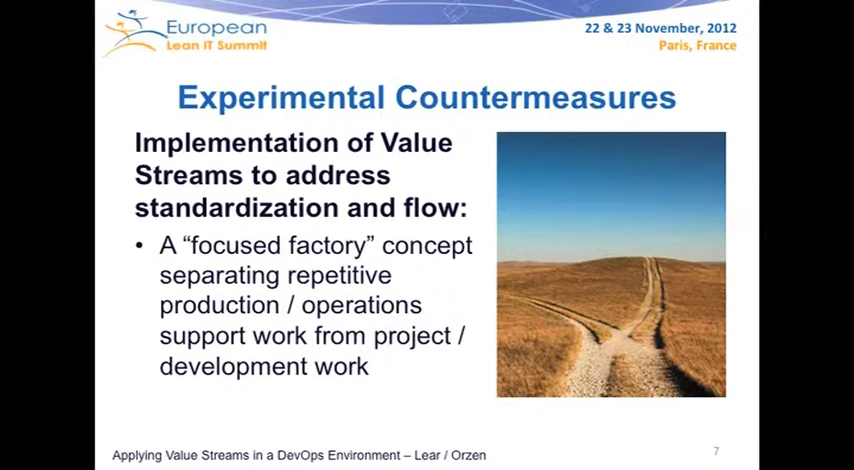 European
Lean IT Summit
22 & 23 November, 2012
Paris, France
Experimental Countermeasures
Implementation of Value
Streams to address
standardization and flow:
• A “focused factory” concept
separating repetitive
production / operations
support work from project /
development work
Applying Value Streams in a DevOps Environment – Lear / Orzen
7